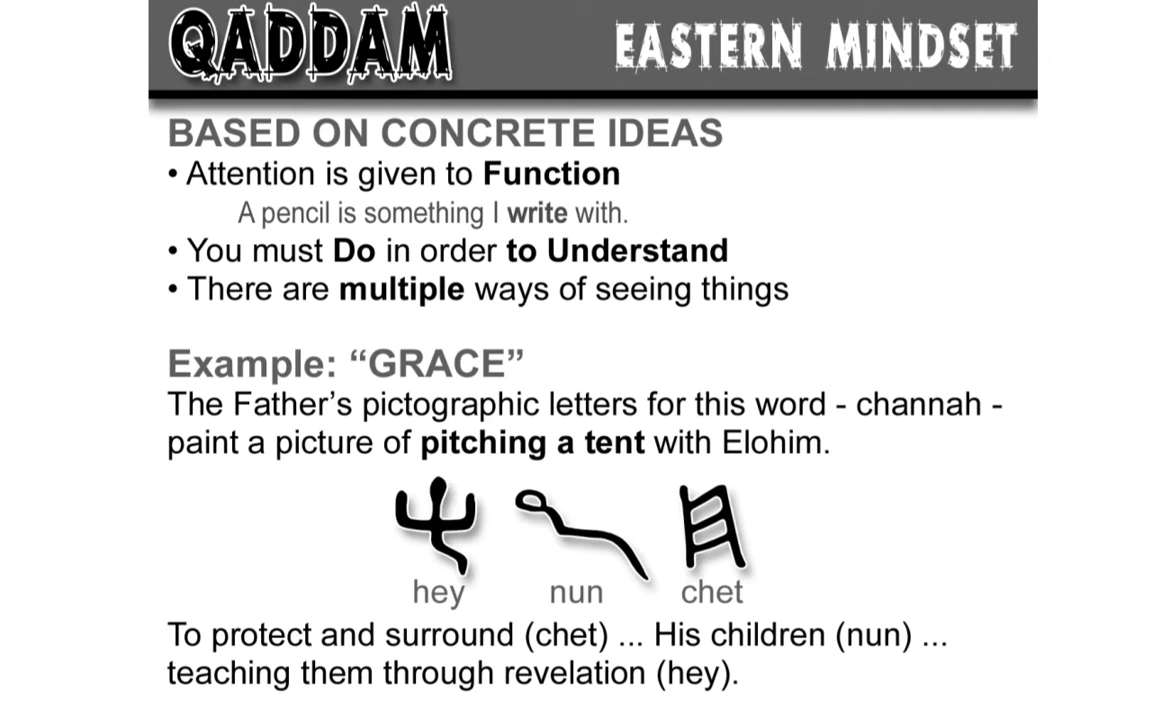 QADDAM EASTERN MINDSET
BASED ON CONCRETE IDEAS
• Attention is given to Function
A pencil is something I write with.
• You must Do in order to Understand
• There are multiple ways of seeing things
Example: “GRACE”
The Father’s pictographic letters for this word - channah -
paint a picture of pitching a tent with Elohim.
hey nun chet
To protect and surround (chet) ... His children (nun) ...
teaching them through revelation (hey).